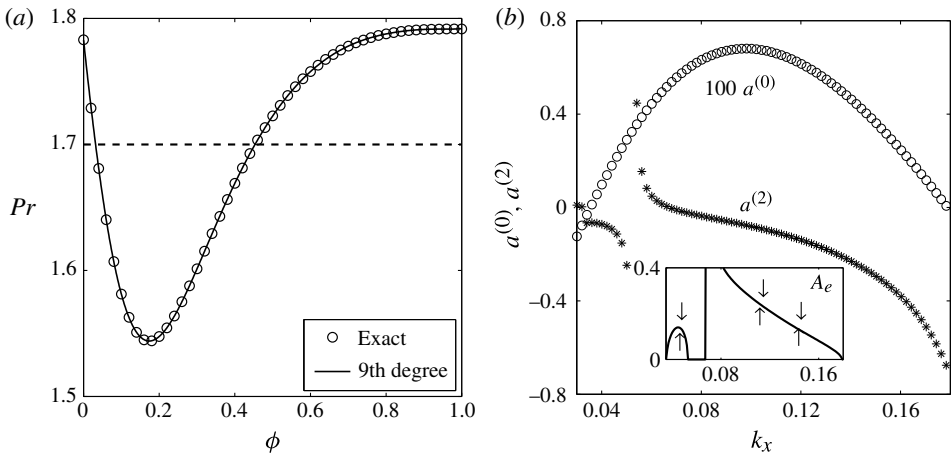 (a)
1.8
1.7
Pr
1.6
1.5
0
0.2
0.4
0.6
0.8
1.0
ϕ
Exact
9th degree
(b)
0.8
0.4
0
−0.4
−0.8
a^(0), a^(2)
100 a^(0)
a^(2)
0.4
0
A_e
0.08
0.16
0.04
0.08
0.12
0.16
k_x